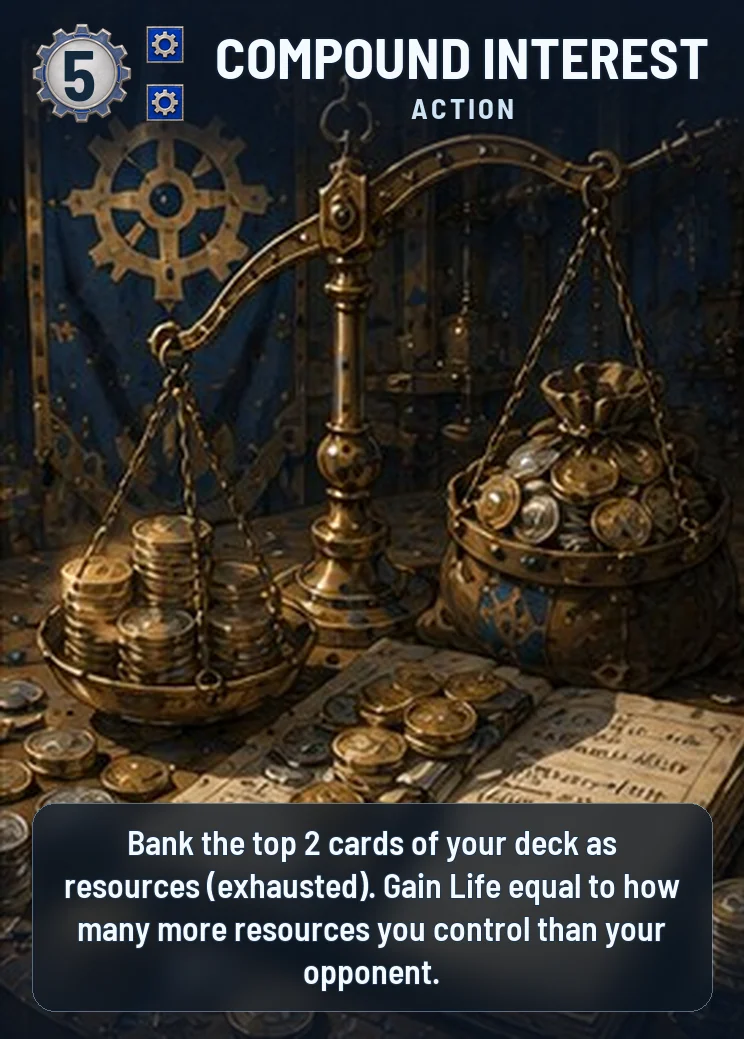 5
COMPOUND INTEREST
ACTION
Bank the top 2 cards of your deck as
resources (exhausted). Gain Life equal to how
many more resources you control than your
opponent.